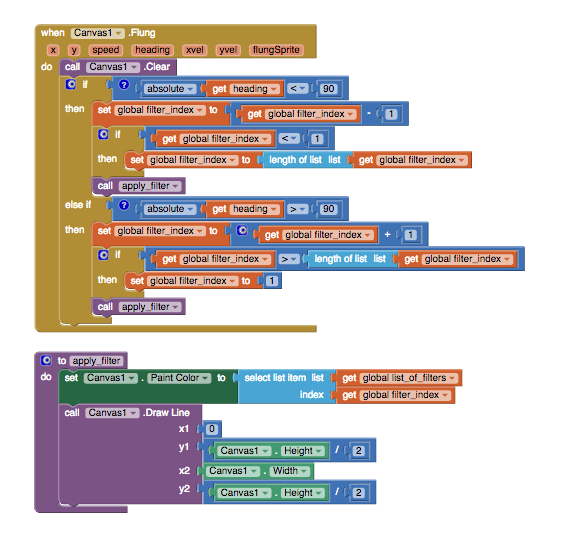 when Canvas1 .Flung
x y speed heading xvel yvel flungSprite
do call Canvas1 .Clear
if ? absolute get heading < 90
then set global filter_index to get global filter_index - 1
if get global filter_index < 1
then set global filter_index to length of list list get global filter_index
call apply_filter
else if ? absolute get heading > 90
then set global filter_index to get global filter_index + 1
if get global filter_index > length of list list get global filter_index
then set global filter_index to 1
call apply_filter
to apply_filter
do set Canvas1 . Paint Color to select list item list get global list_of_filters
index get global filter_index
call Canvas1 .Draw Line
x1 0
y1 Canvas1 . Height / 2
x2 Canvas1 . Width
y2 Canvas1 . Height / 2